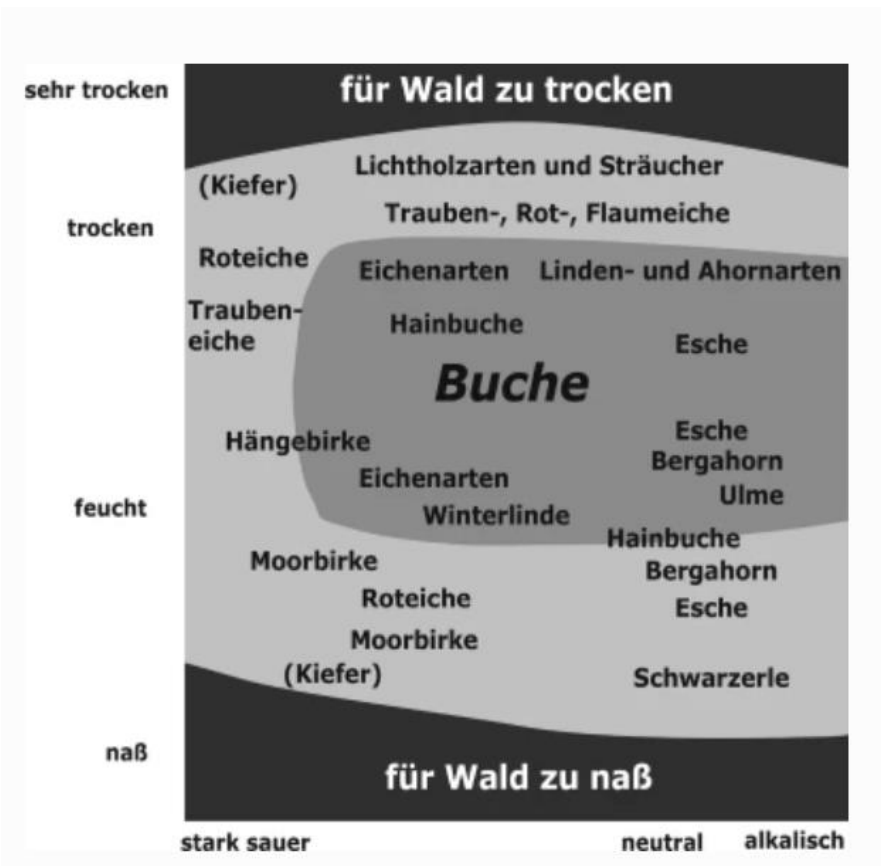 sehr trocken
für Wald zu trocken
Lichtholzarten und Sträucher
(Kiefer)
Trauben-, Rot-, Flaumeiche
trocken
Roteiche
Eichenarten
Linden- und Ahornarten
Trauben-
eiche
Hainbuche
Esche
Buche
Esche
Hängebirke
Bergahorn
Eichenarten
Ulme
feucht
Winterlinde
Hainbuche
Moorbirke
Bergahorn
Roteiche
Esche
Moorbirke
(Kiefer)
Schwarzerle
naß
für Wald zu naß
stark sauer
neutral
alkalisch